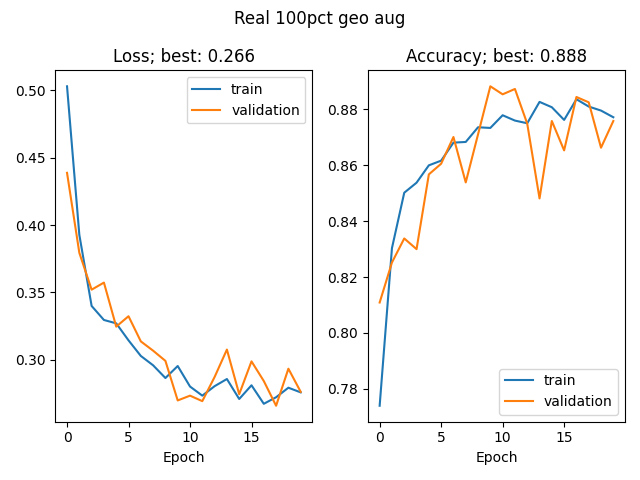 Real 100pct geo aug
Loss; best: 0.266
train
validation
0.50
0.45
0.40
0.35
0.30
0
5
10
15
Epoch
Accuracy; best: 0.888
0.88
0.86
0.84
0.82
0.80
0.78
train
validation
0
5
10
15
Epoch